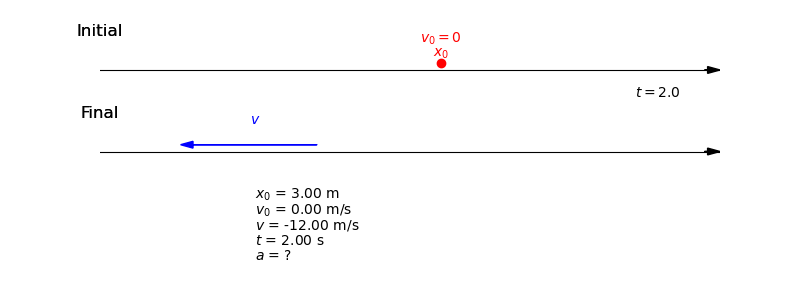 Initial
v₀ = 0
x₀
t = 2.0
Final
v
x₀ = 3.00 m
v₀ = 0.00 m/s
v = -12.00 m/s
t = 2.00 s
a = ?